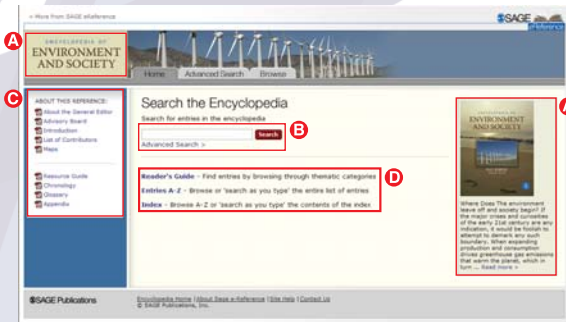 < More From SAGE eReference
SAGE
eReference
A
ENCYCLOPEDIA OF
ENVIRONMENT
AND SOCIETY
Home
Advanced Search
Browse
C
ABOUT THIS REFERENCE:
About the General Editor
Advisory Board
Introduction
List of Contributors
Maps
Resource Guide
Chronology
Glossary
Appendix
Search the Encyclopedia
Search for entries in the encyclopedia
Search
B
Advanced Search >
Reader's Guide - Find entries by browsing through thematic categories
D
Entries A-Z - Browse or 'search as you type' the entire list of entries
Index - Browse A-Z or 'search as you type' the contents of the index
A
ENCYCLOPEDIA OF
ENVIRONMENT
AND SOCIETY
Where Does The environment
leave off and society begin? If
the major crises and curiosities
of the early 21st century are any
indication, it would be foolish to
attempt to demark any such
boundary. When expanding
production and consumption
drives greenhouse gas emissions
that warm the planet, which in
turn ... Read more >
SAGE Publications
Encyclopedia Home | About Sage e-Reference | Site Help | Contact Us
© SAGE Publications, Inc.